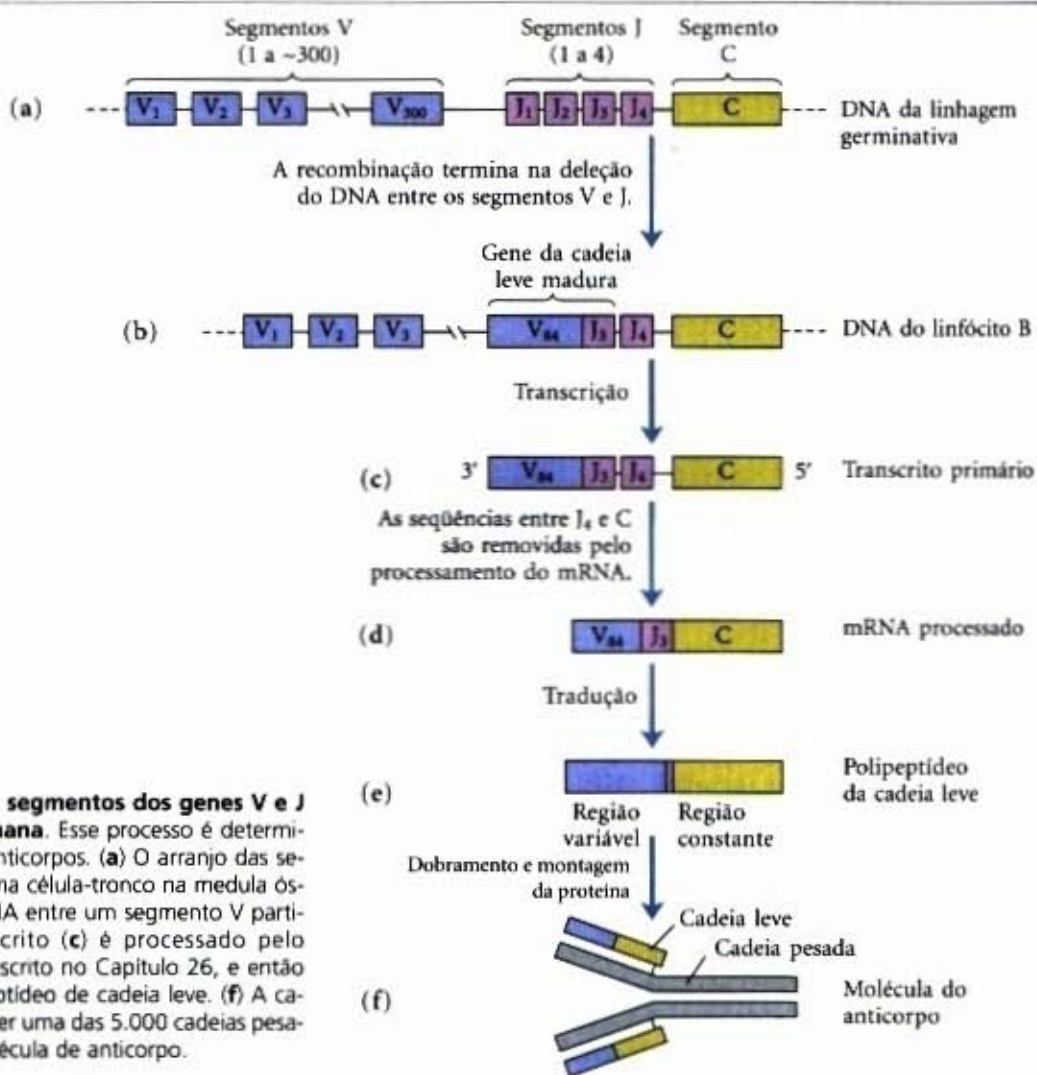 Segmentos V
(1 a ~300)
Segmentos J
(1 a 4)
Segmento
C
(a)
V₁ V₂ V₃ V₃₀₀ J₁ J₂ J₃ J₄ C
DNA da linhagem
germinativa
A recombinação termina na deleção
do DNA entre os segmentos V e J.
Gene da cadeia
leve madura
(b)
V₁ V₂ V₃ V₈₄ J₃ J₄ C
DNA do linfócito B
Transcrição
(c)
3' V₈₄ J₃ J₄ C 5'
Transcrito primário
As seqüências entre J₄ e C
são removidas pelo
processamento do mRNA.
(d)
V₈₄ J₃ C
mRNA processado
Tradução
(e)
Polipeptídeo
da cadeia leve
Região
variável
Região
constante
Dobramento e montagem
da proteína
Cadeia leve
Cadeia pesada
(f)
Molécula do
anticorpo
segmentos dos genes V e J
ana. Esse processo é determi-
nticorpos. (a) O arranjo das se-
ma célula-tronco na medula ós-
NA entre um segmento V parti-
scrito (c) é processado pelo
scrito no Capítulo 26, e então
ptídeo de cadeia leve. (f) A ca-
er uma das 5.000 cadeias pesa-
lécula de anticorpo.